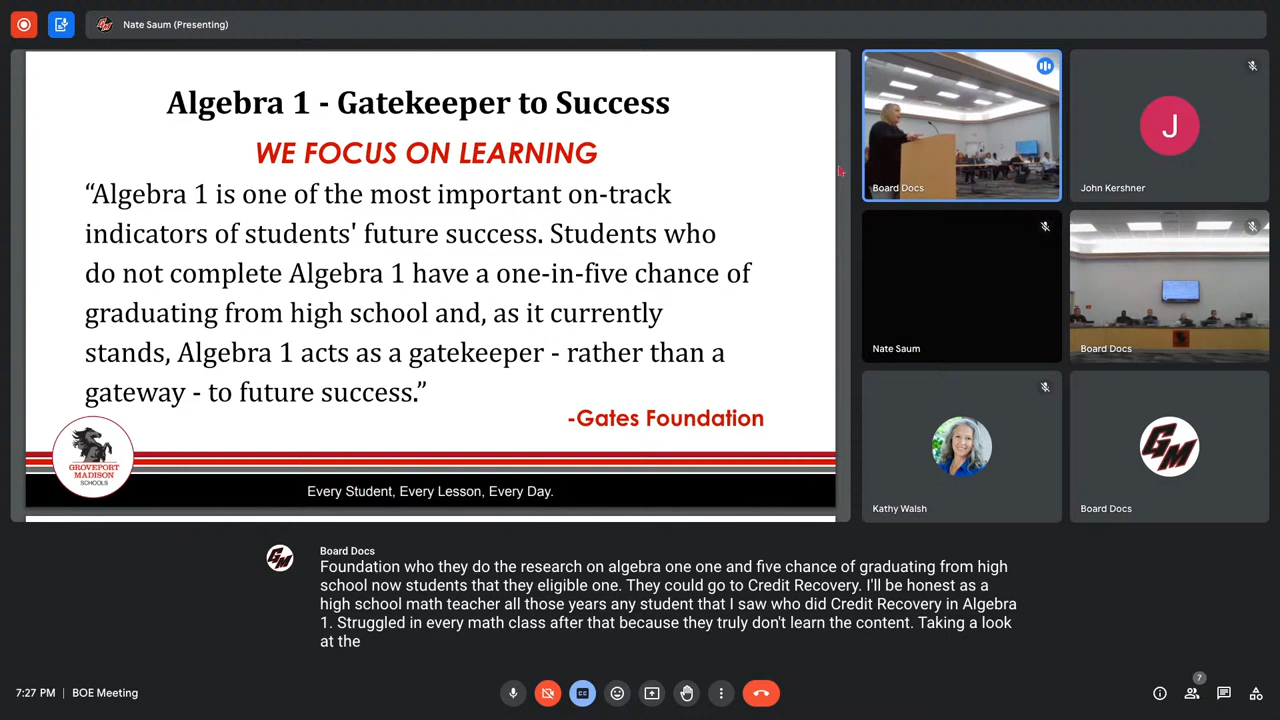 Nate Saum (Presenting)
Algebra 1 - Gatekeeper to Success
WE FOCUS ON LEARNING
“Algebra 1 is one of the most important on-track
indicators of students' future success. Students who
do not complete Algebra 1 have a one-in-five chance of
graduating from high school and, as it currently
stands, Algebra 1 acts as a gatekeeper - rather than a
gateway - to future success.”
-Gates Foundation
GROVEPORT
MADISON
SCHOOLS
Every Student, Every Lesson, Every Day.
Board Docs
J
John Kershner
Nate Saum
Board Docs
Kathy Walsh
GM
Board Docs
Board Docs
Foundation who they do the research on algebra one one and five chance of graduating from high
school now students that they eligible one. They could go to Credit Recovery. I'll be honest as a
high school math teacher all those years any student that I saw who did Credit Recovery in Algebra
1. Struggled in every math class after that because they truly don't learn the content. Taking a look
at the
7:27 PM | BOE Meeting
CC
7